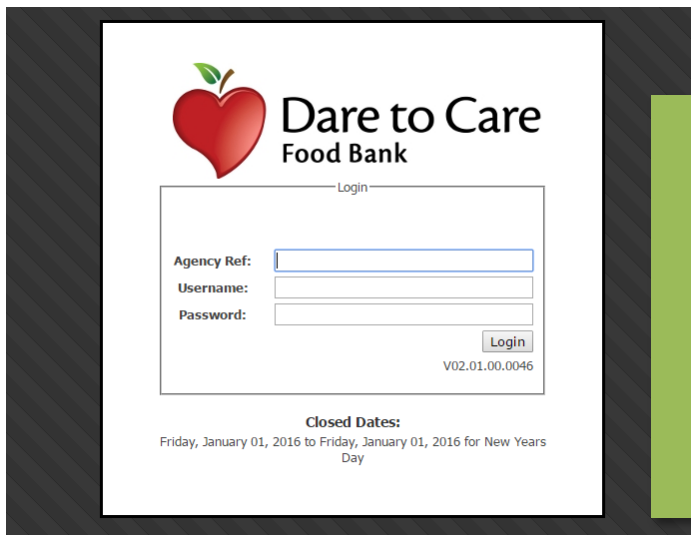 Dare to Care
Food Bank
Login
Agency Ref:
Username:
Password:
Login
V02.01.00.0046
Closed Dates:
Friday, January 01, 2016 to Friday, January 01, 2016 for New Years
Day